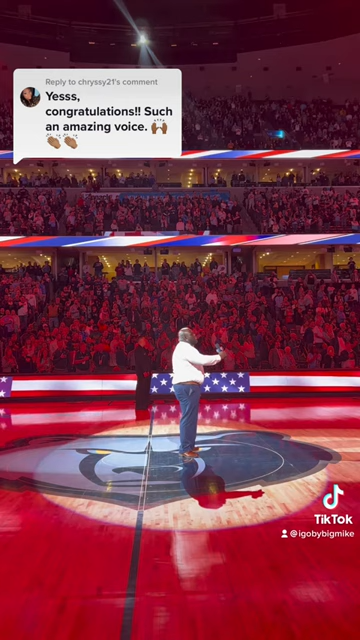 Reply to chryssy21's comment
Yesss,
congratulations!! Such
an amazing voice. 🙌🏾
👏🏾👏🏾
TikTok
@igobybigmike